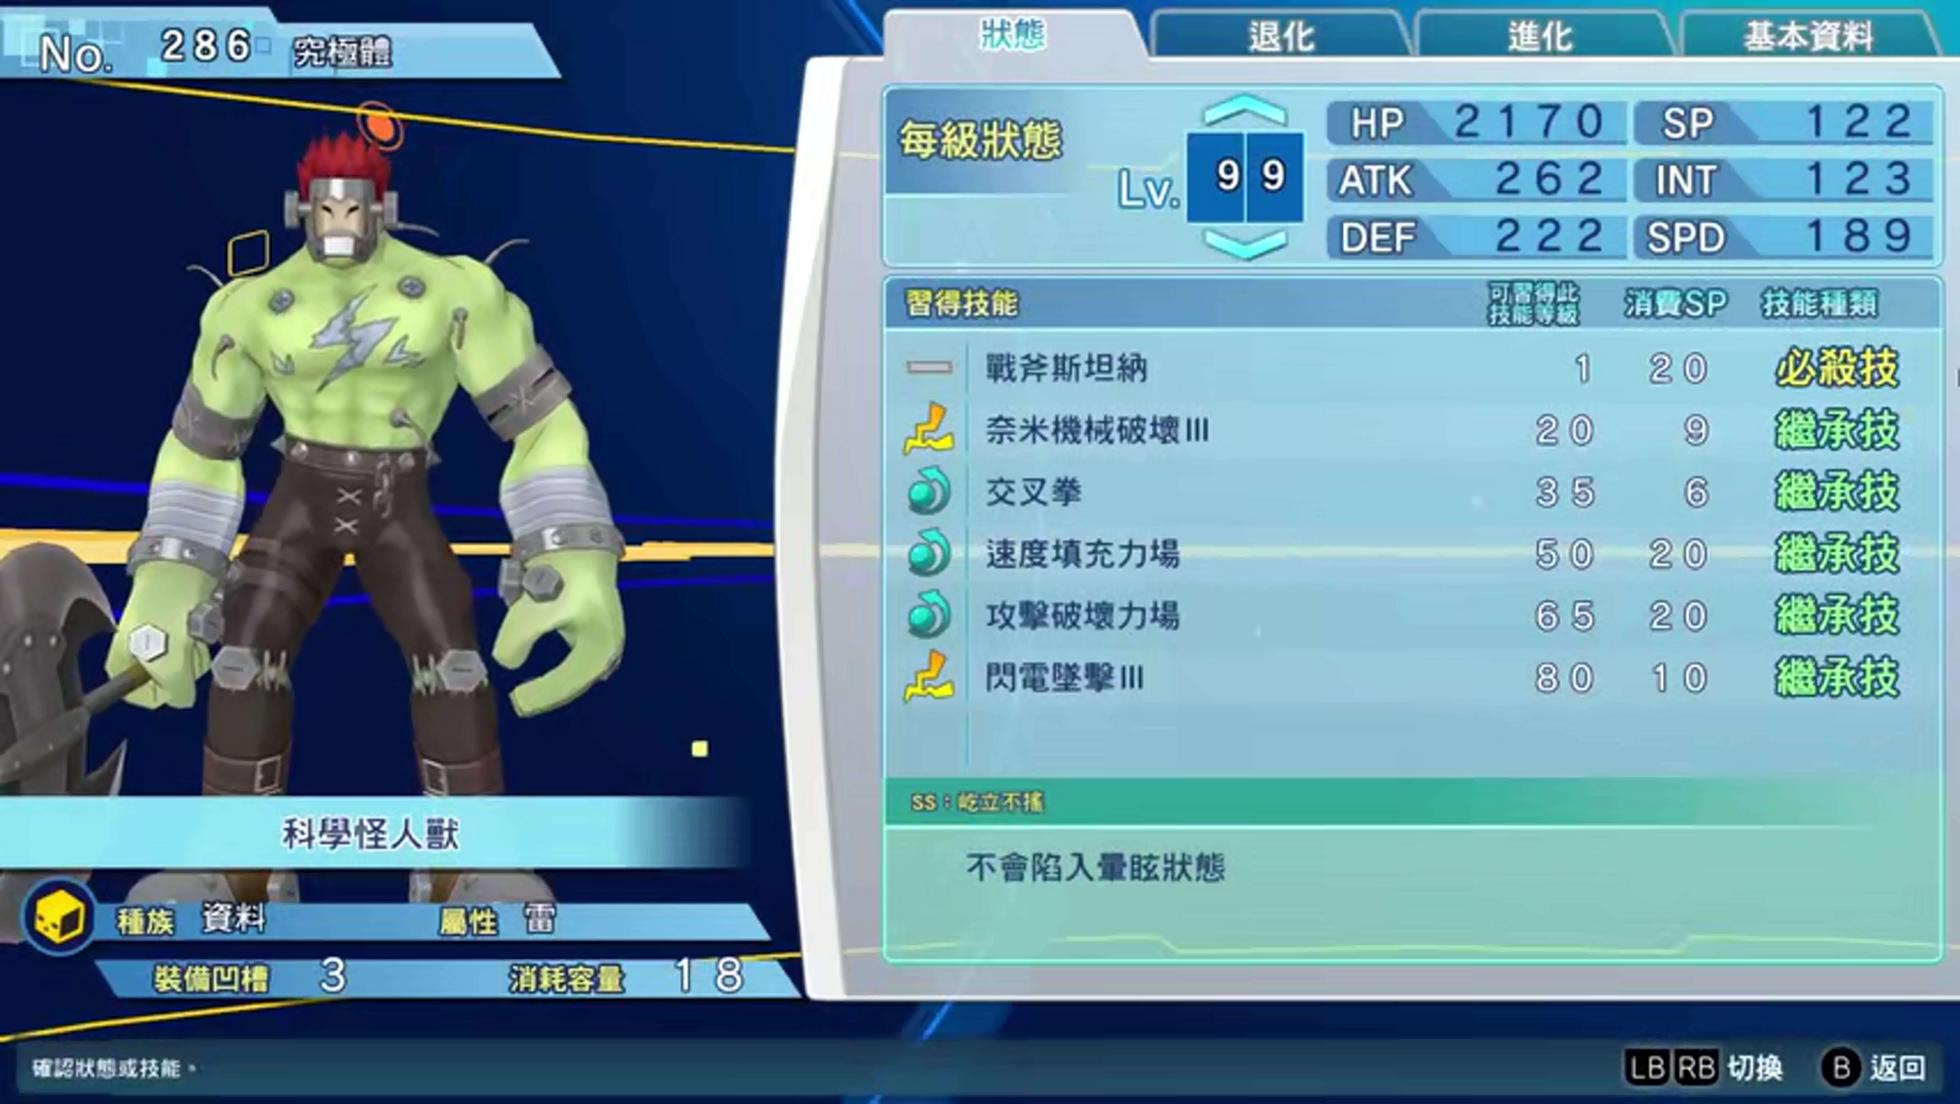 No. 286 究極體
狀態 退化 進化 基本資料
每級狀態
Lv. 99
HP 2170 SP 122
ATK 262 INT 123
DEF 222 SPD 189
習得技能 可習得此技能等級 消費SP 技能種類
戰斧斯坦納 1 20 必殺技
奈米機械破壞III 20 9 繼承技
交叉拳 35 6 繼承技
速度填充力場 50 20 繼承技
攻擊破壞力場 65 20 繼承技
閃電墜擊III 80 10 繼承技
SS：屹立不搖
不會陷入暈眩狀態
科學怪人獸
種族 資料 屬性 雷
裝備凹槽 3 消耗容量 18
確認狀態或技能。
LB RB 切換 B 返回